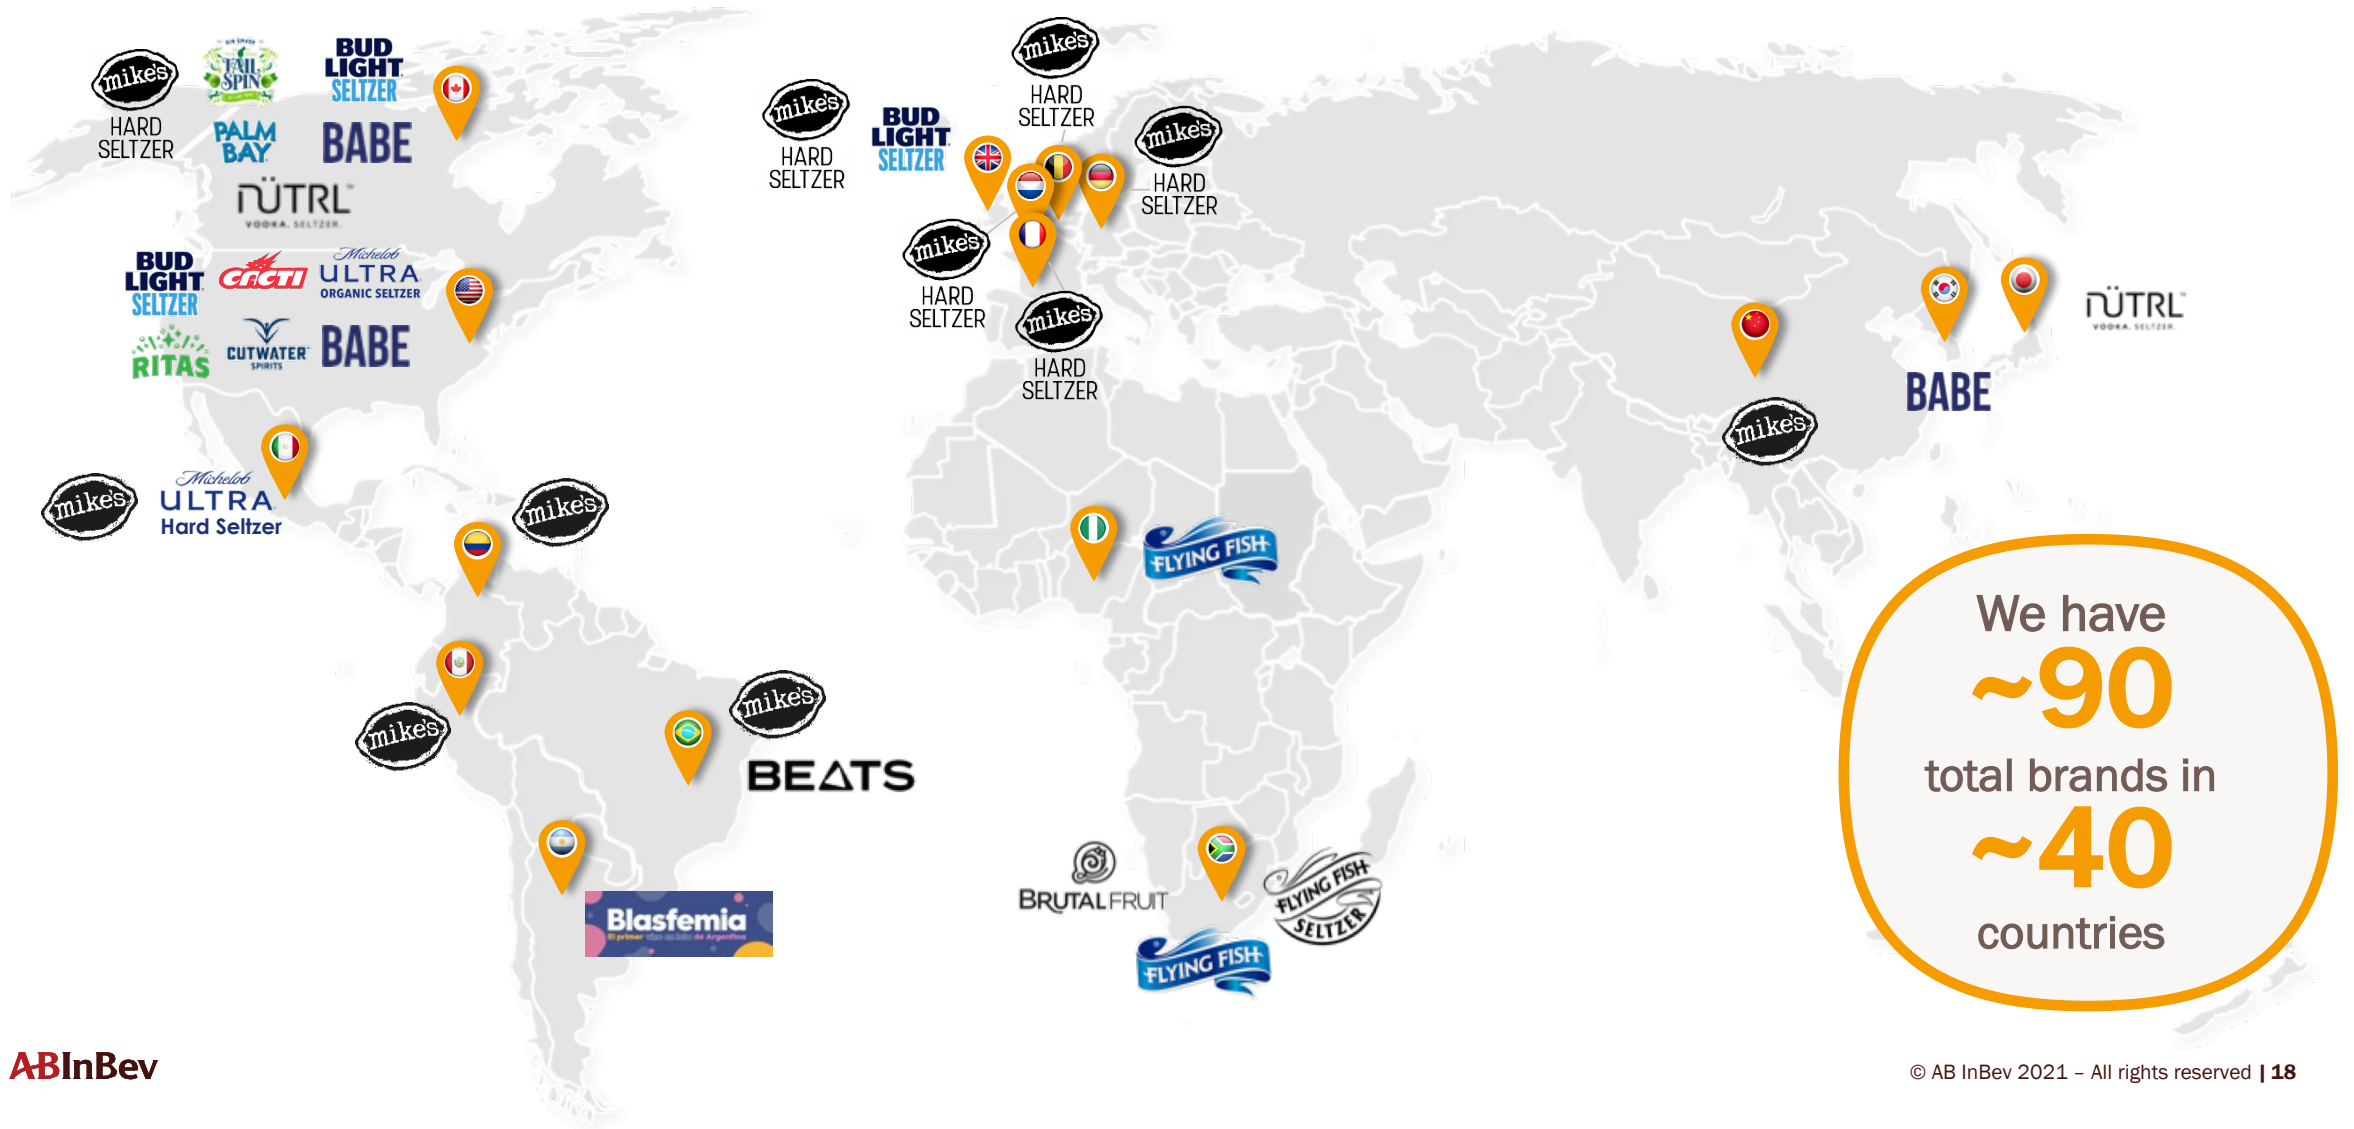 mike's
HARD
SELTZER
TAIL
SPIN
BUD
LIGHT
SELTZER
PALM
BAY
BABE
NÜTRL
VODKA. SELTZER.
BUD
LIGHT
SELTZER
CACTI
Michelob
ULTRA
ORGANIC SELTZER
RITAS
CUTWATER
SPIRITS
BABE
mike's
Michelob
ULTRA
Hard Seltzer
mike's
mike's
mike's
BEATS
Blasfemia
mike's
HARD
SELTZER
BUD
LIGHT
SELTZER
mike's
HARD
SELTZER
mike's
HARD
SELTZER
mike's
HARD
SELTZER
mike's
HARD
SELTZER
FLYING FISH
BRUTAL FRUIT
FLYING FISH
SELTZER
FLYING FISH
mike's
BABE
NÜTRL
VODKA. SELTZER.
We have
~90
total brands in
~40
countries
ABInBev
© AB InBev 2021 – All rights reserved | 18